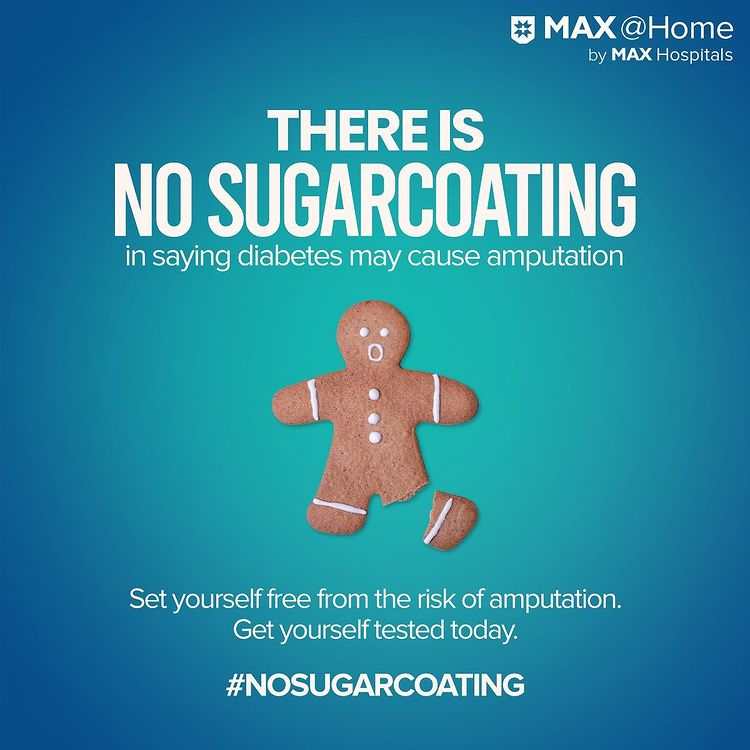 MAX @Home
by MAX Hospitals
THERE IS
NO SUGARCOATING
in saying diabetes may cause amputation
Set yourself free from the risk of amputation.
Get yourself tested today.
#NOSUGARCOATING